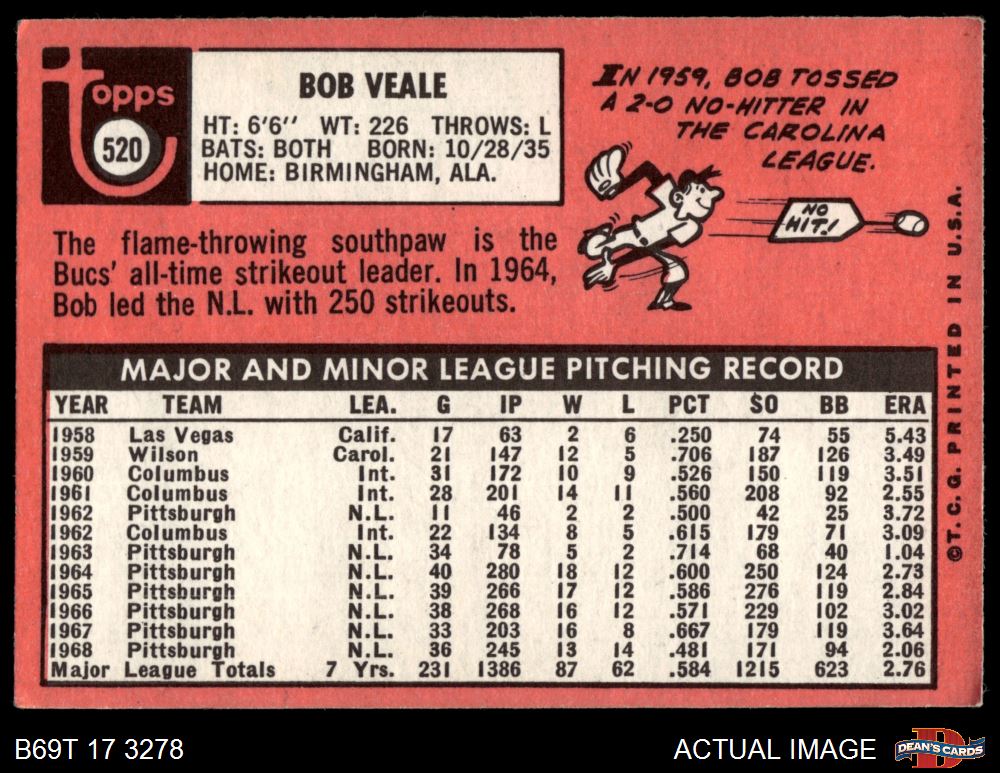 topps
520
BOB VEALE
HT: 6'6" WT: 226 THROWS: L
BATS: BOTH BORN: 10/28/35
HOME: BIRMINGHAM, ALA.
IN 1959, BOB TOSSED
A 2-0 NO-HITTER IN
THE CAROLINA
LEAGUE.
NO
HIT!
The flame-throwing southpaw is the
Bucs' all-time strikeout leader. In 1964,
Bob led the N.L. with 250 strikeouts.
MAJOR AND MINOR LEAGUE PITCHING RECORD
YEAR TEAM LEA. G IP W L PCT SO BB ERA
1958 Las Vegas Calif. 17 63 2 6 .250 74 55 5.43
1959 Wilson Carol. 21 147 12 5 .706 187 126 3.49
1960 Columbus Int. 31 172 10 9 .526 150 119 3.51
1961 Columbus Int. 28 201 14 11 .560 208 92 2.55
1962 Pittsburgh N.L. 11 46 2 2 .500 42 25 3.72
1962 Columbus Int. 22 134 8 5 .615 179 71 3.09
1963 Pittsburgh N.L. 34 78 5 2 .714 68 40 1.04
1964 Pittsburgh N.L. 40 280 18 12 .600 250 124 2.73
1965 Pittsburgh N.L. 39 266 17 12 .586 276 119 2.84
1966 Pittsburgh N.L. 38 268 16 12 .571 229 102 3.02
1967 Pittsburgh N.L. 33 203 16 8 .667 179 119 3.64
1968 Pittsburgh N.L. 36 245 13 14 .481 171 94 2.06
Major League Totals 7 Yrs. 231 1386 87 62 .584 1215 623 2.76
©T. C. G. PRINTED IN U.S.A.
B69T 17 3278
ACTUAL IMAGE
DEAN'S CARDS